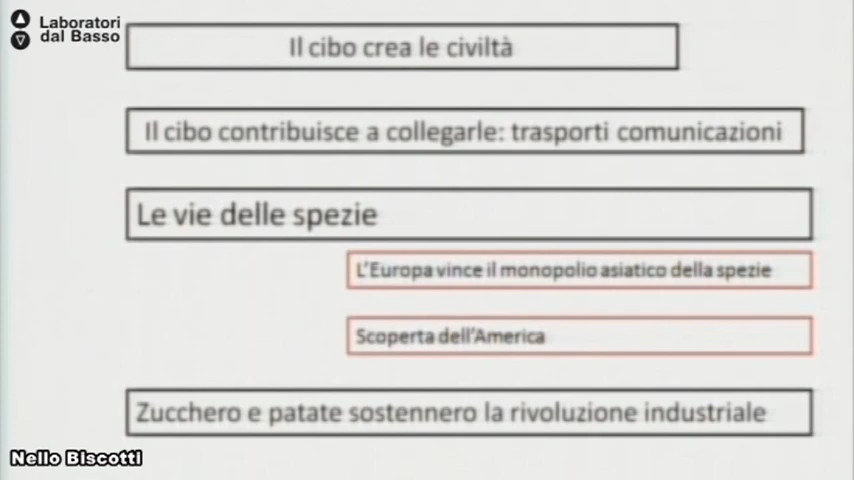 Laboratori
dal Basso
Il cibo crea le civiltà
Il cibo contribuisce a collegarle: trasporti comunicazioni
Le vie delle spezie
L'Europa vince il monopolio asiatico della spezie
Scoperta dell'America
Zucchero e patate sostennero la rivoluzione industriale
Nello BIscotti